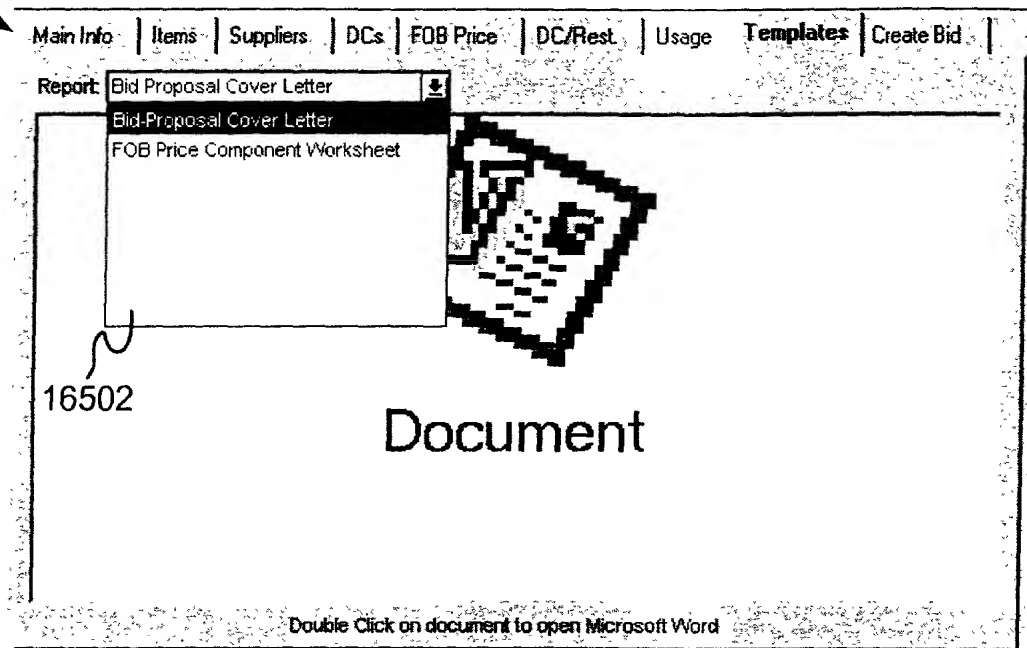 Main Info Items Suppliers DCs FOB Price DC/Rest. Usage Templates Create Bid
Report: Bid Proposal Cover Letter
Bid-Proposal Cover Letter
FOB Price Component Worksheet
16502
Document
Double Click on document to open Microsoft Word